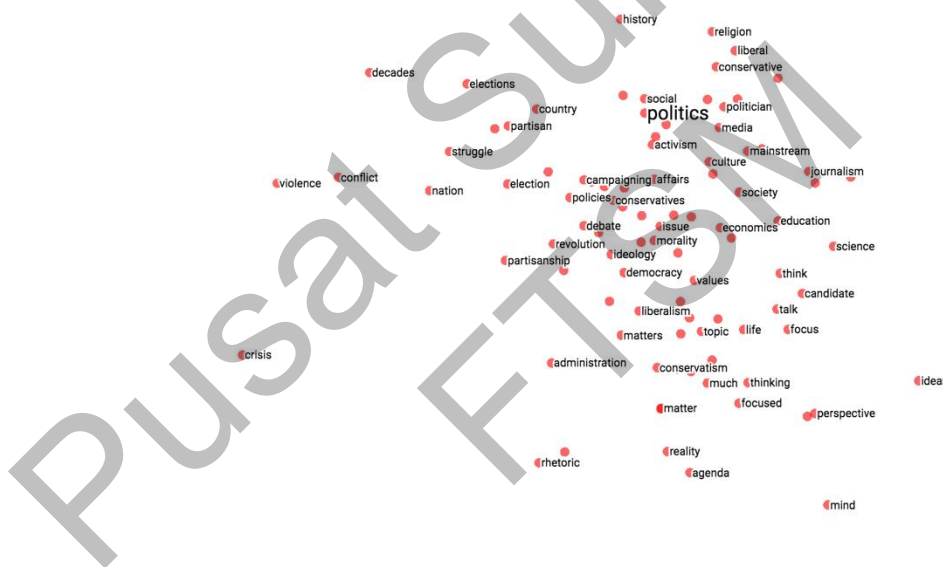 history
religion
liberal
conservative
decades
elections
social
politician
country
politics
partisan
media
activism
struggle
mainstream
culture
journalism
violence
conflict
nation
election
campaigning
affairs
society
policies
conservatives
education
debate
issue
economics
revolution
morality
science
ideology
partisanship
democracy
think
values
candidate
liberalism
talk
matters
topic
life
focus
crisis
administration
conservatism
much
thinking
idea
focused
matter
perspective
reality
rhetoric
agenda
mind
Pusat Su
FTSM